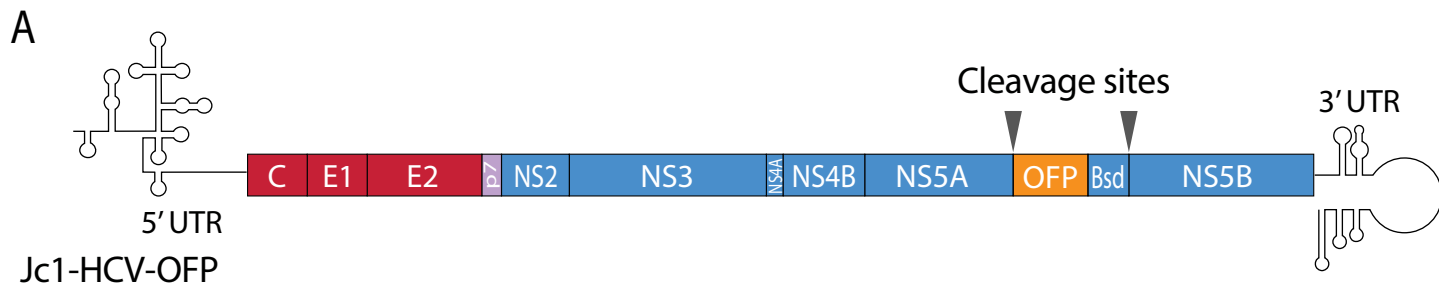 A
Cleavage sites
3’ UTR
C E1 E2 p7 NS2 NS3 NS4A NS4B NS5A OFP Bsd NS5B
5’ UTR
Jc1-HCV-OFP